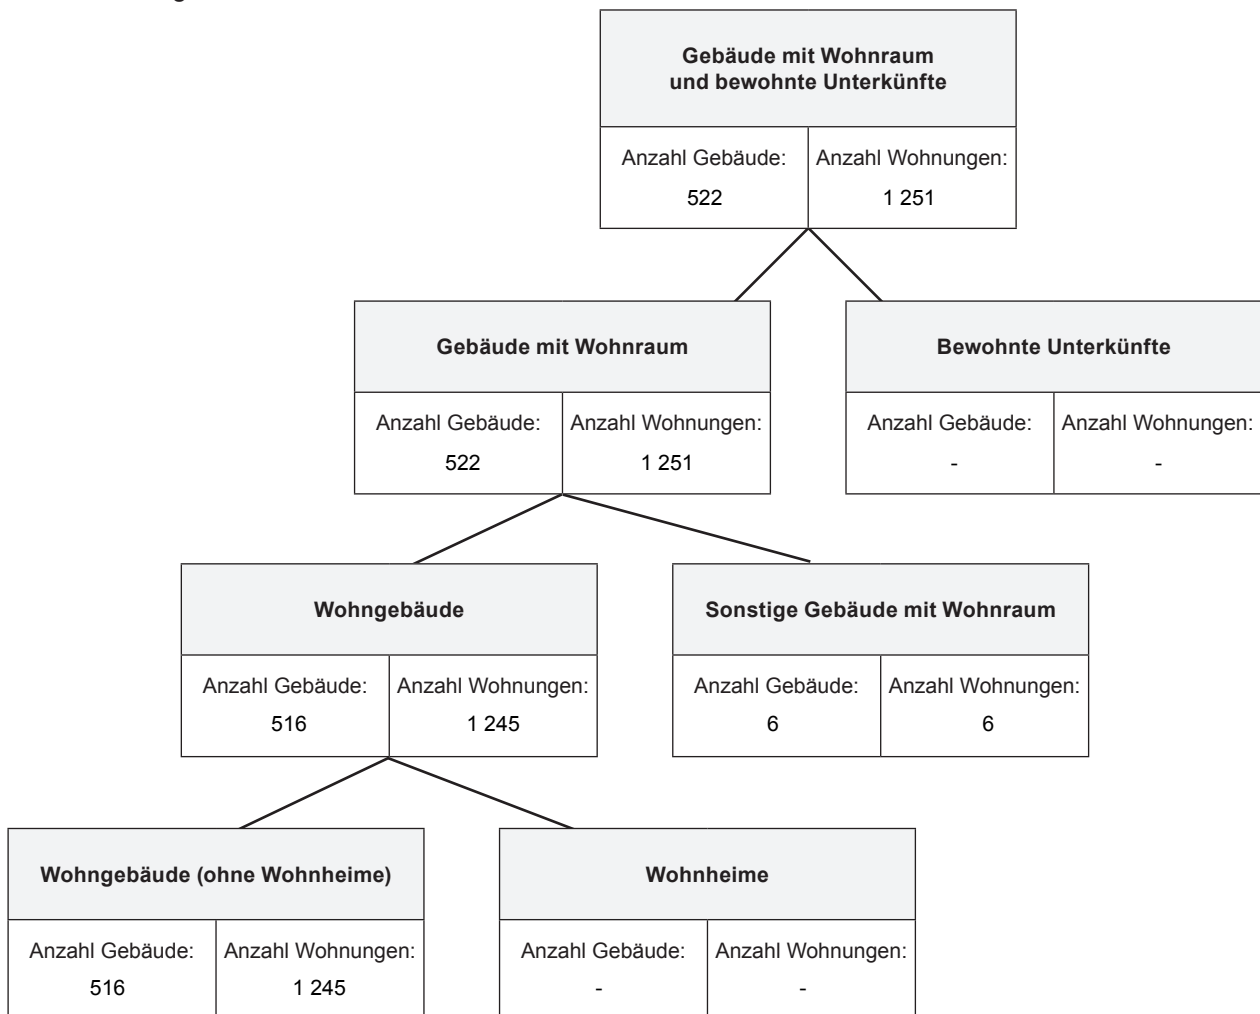 Gebäude mit Wohnraum
und bewohnte Unterkünfte
Anzahl Gebäude: Anzahl Wohnungen:
522 1 251
Gebäude mit Wohnraum Bewohnte Unterkünfte
Anzahl Gebäude: Anzahl Wohnungen: Anzahl Gebäude: Anzahl Wohnungen:
522 1 251 - -
Wohngebäude Sonstige Gebäude mit Wohnraum
Anzahl Gebäude: Anzahl Wohnungen: Anzahl Gebäude: Anzahl Wohnungen:
516 1 245 6 6
Wohngebäude (ohne Wohnheime) Wohnheime
Anzahl Gebäude: Anzahl Wohnungen: Anzahl Gebäude: Anzahl Wohnungen:
516 1 245 - -